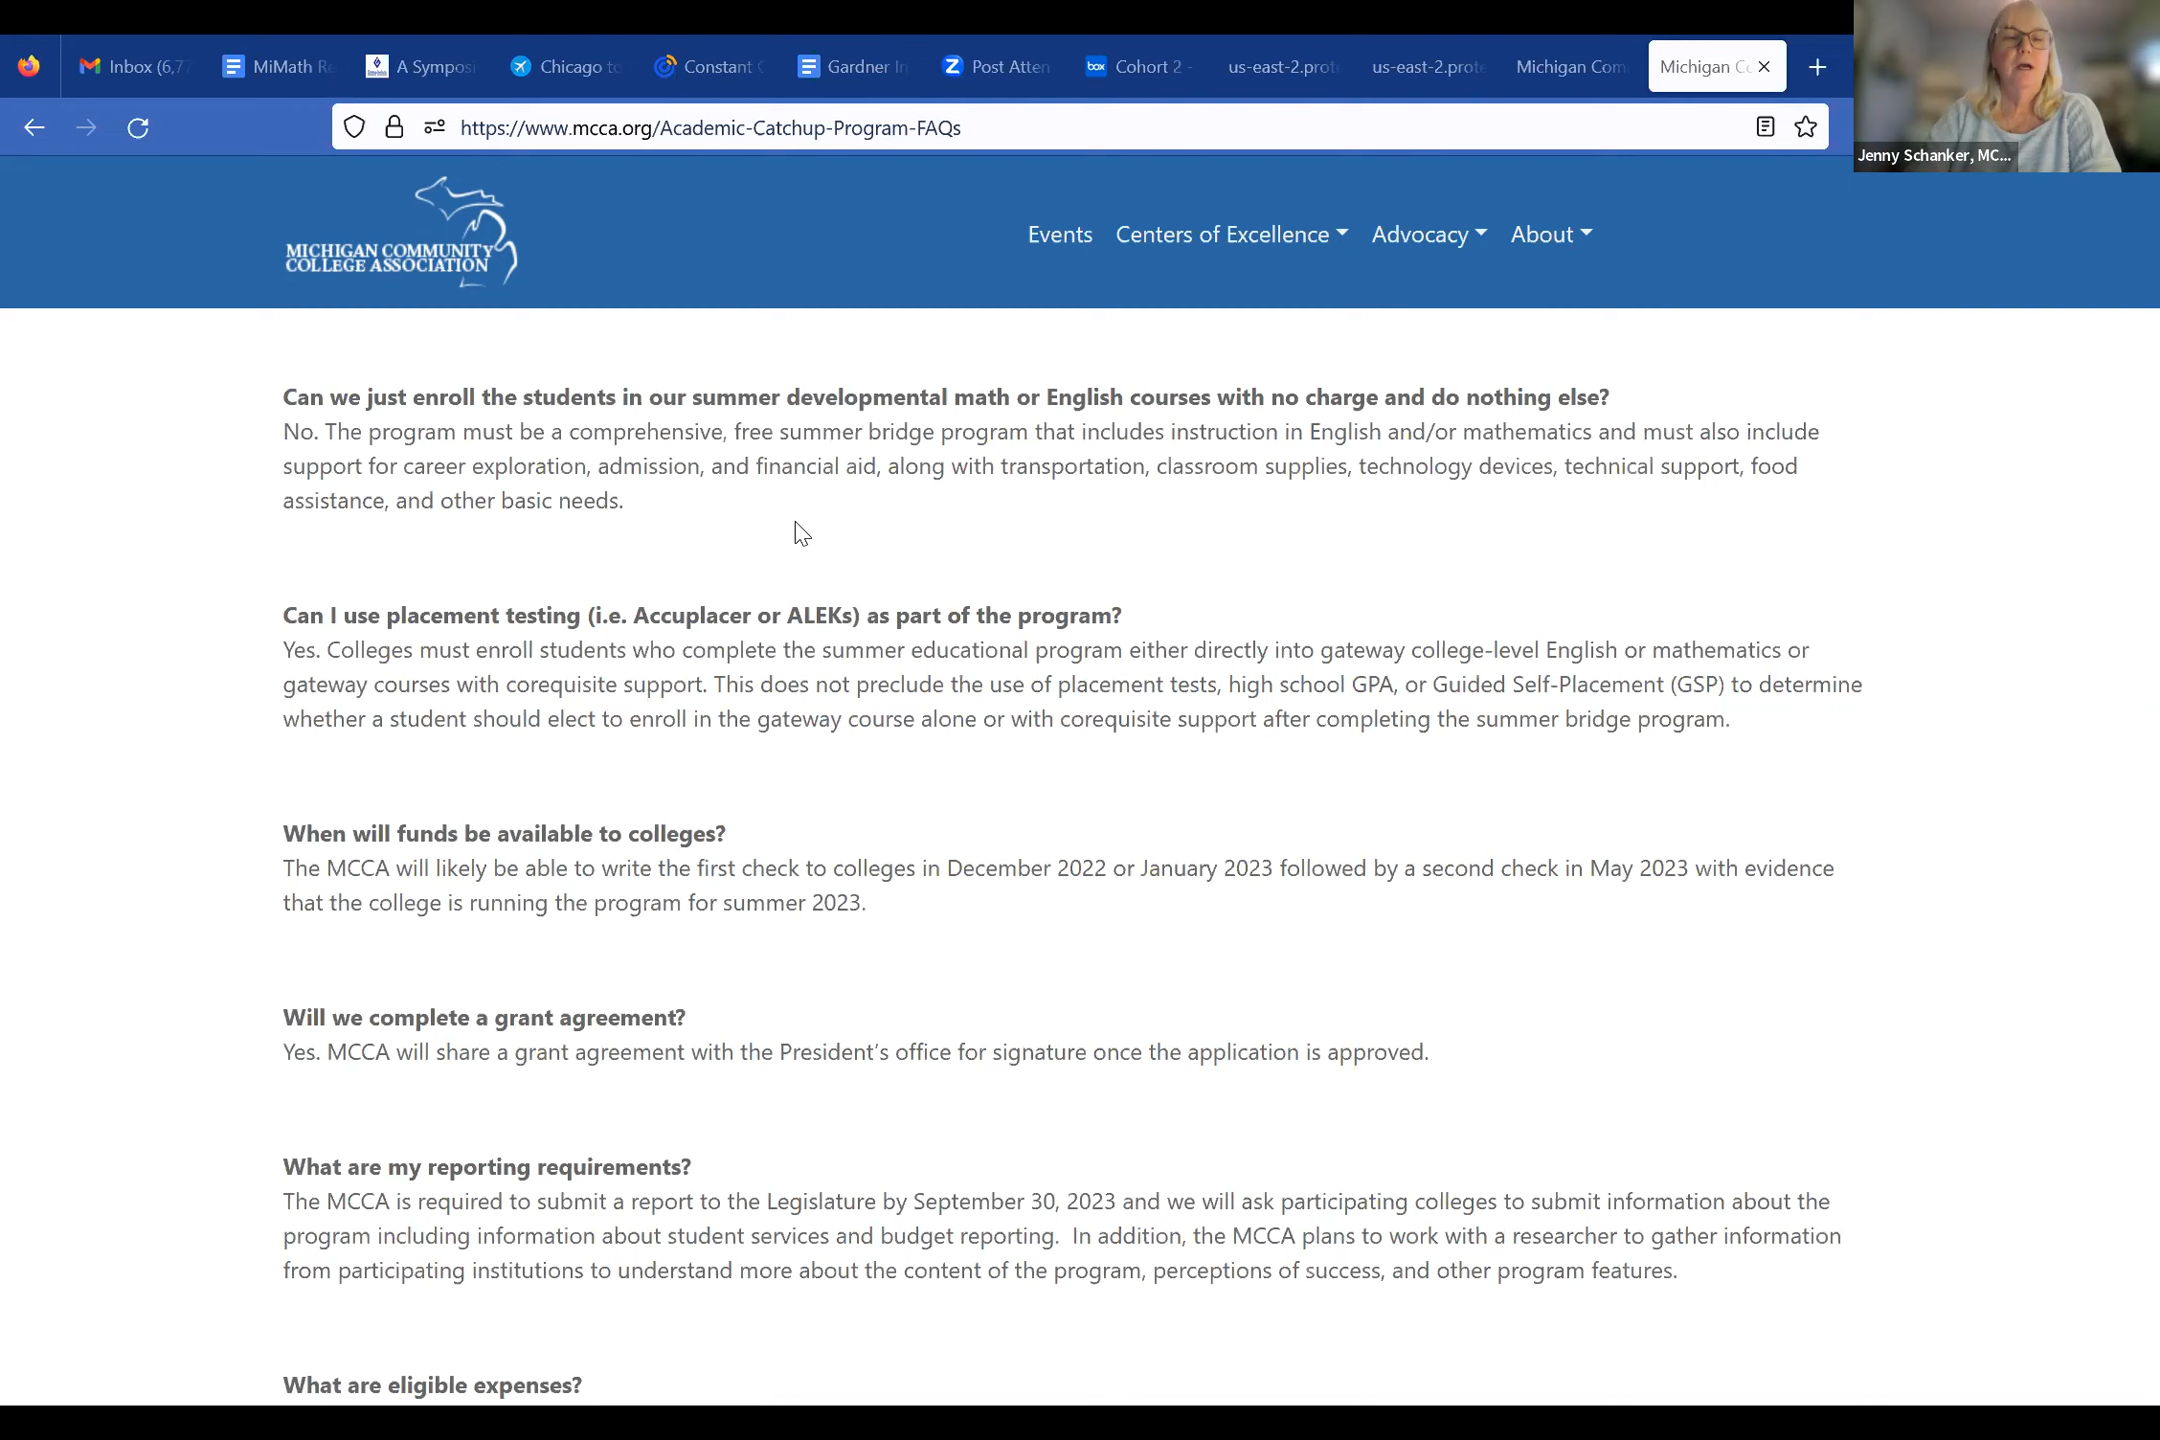 Inbox (6,77
MiMath Re
A Symposi
Chicago to
Constant C
Gardner In
Post Atten
box
Cohort 2 -
us-east-2.prote
us-east-2.prote
Michigan Com
Michigan Co
https://www.mcca.org/Academic-Catchup-Program-FAQs
Jenny Schanker, MC...
MICHIGAN COMMUNITY
COLLEGE ASSOCIATION
Events Centers of Excellence Advocacy About
Can we just enroll the students in our summer developmental math or English courses with no charge and do nothing else?
No. The program must be a comprehensive, free summer bridge program that includes instruction in English and/or mathematics and must also include
support for career exploration, admission, and financial aid, along with transportation, classroom supplies, technology devices, technical support, food
assistance, and other basic needs.
Can I use placement testing (i.e. Accuplacer or ALEKs) as part of the program?
Yes. Colleges must enroll students who complete the summer educational program either directly into gateway college-level English or mathematics or
gateway courses with corequisite support. This does not preclude the use of placement tests, high school GPA, or Guided Self-Placement (GSP) to determine
whether a student should elect to enroll in the gateway course alone or with corequisite support after completing the summer bridge program.
When will funds be available to colleges?
The MCCA will likely be able to write the first check to colleges in December 2022 or January 2023 followed by a second check in May 2023 with evidence
that the college is running the program for summer 2023.
Will we complete a grant agreement?
Yes. MCCA will share a grant agreement with the President's office for signature once the application is approved.
What are my reporting requirements?
The MCCA is required to submit a report to the Legislature by September 30, 2023 and we will ask participating colleges to submit information about the
program including information about student services and budget reporting.  In addition, the MCCA plans to work with a researcher to gather information
from participating institutions to understand more about the content of the program, perceptions of success, and other program features.
What are eligible expenses?